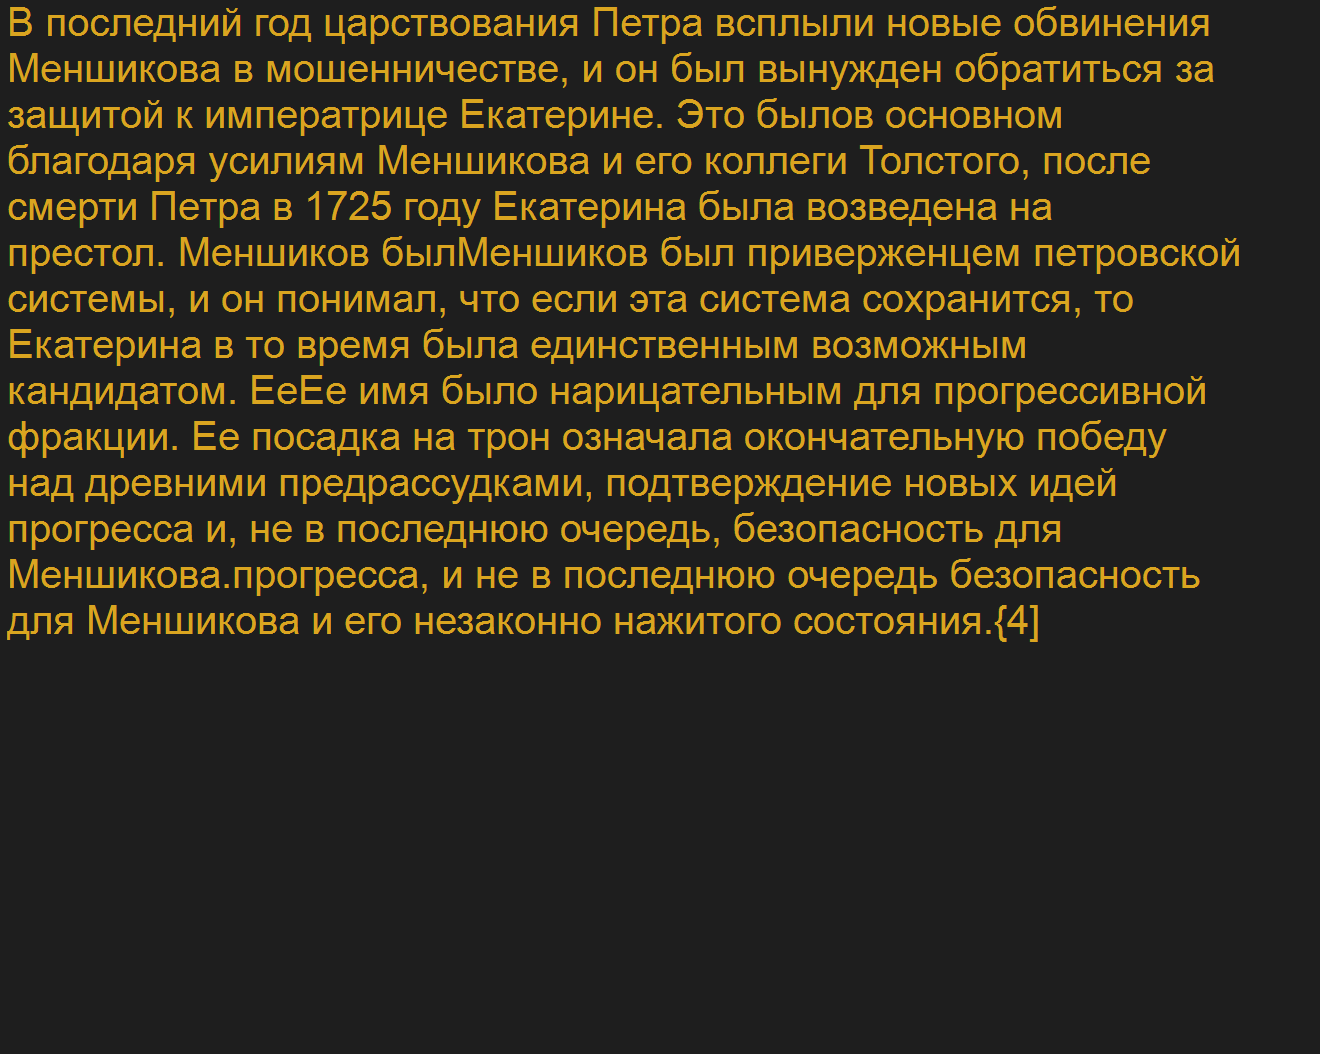 В последний год царствования Петра всплыли новые обвинения
Меншикова в мошенничестве, и он был вынужден обратиться за
защитой к императрице Екатерине. Это былов основном
благодаря усилиям Меншикова и его коллеги Толстого, после
смерти Петра в 1725 году Екатерина была возведена на
престол. Меншиков былМеншиков был приверженцем петровской
системы, и он понимал, что если эта система сохранится, то
Екатерина в то время была единственным возможным
кандидатом. ЕеЕе имя было нарицательным для прогрессивной
фракции. Ее посадка на трон означала окончательную победу
над древними предрассудками, подтверждение новых идей
прогресса и, не в последнюю очередь, безопасность для
Меншикова.прогресса, и не в последнюю очередь безопасность
для Меншикова и его незаконно нажитого состояния.{4]